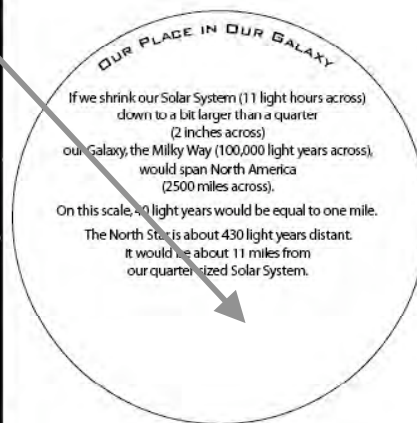 OUR PLACE IN OUR GALAXY
If we shrink our Solar System (11 light hours across)
down to a bit larger than a quarter
(2 inches across)
our Galaxy, the Milky Way (100,000 light years across),
would span North America
(2500 miles across).
On this scale, 40 light years would be equal to one mile.
The North Star is about 430 light years distant.
It would be about 11 miles from
our quarter-sized Solar System.